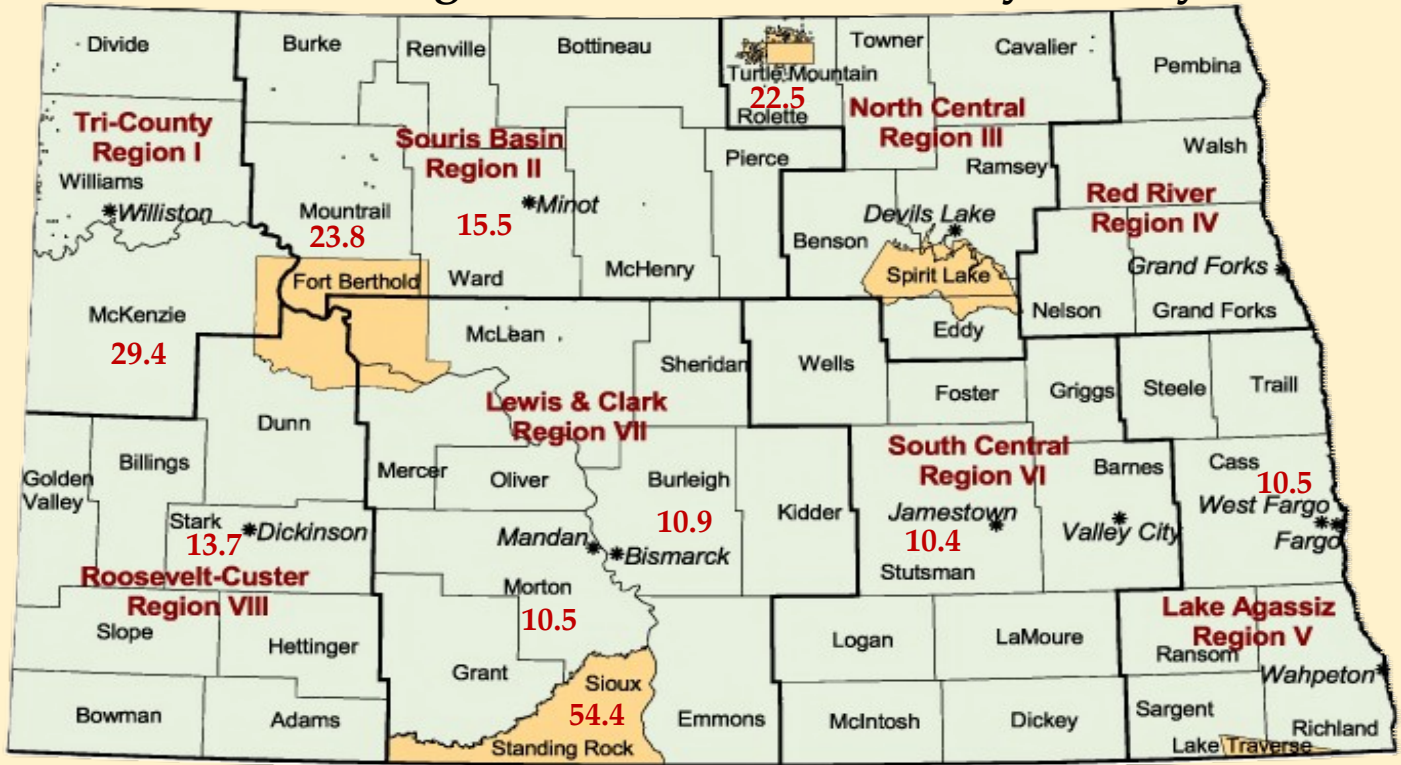 Divide
Burke
Renville
Bottineau
Towner
Cavalier
Pembina
Turtle Mountain
22.5
Rolette
Tri-County
Region I
Souris Basin
Region II
North Central
Region III
Pierce
Ramsey
Walsh
Williams
*Williston
Mountrail
23.8
15.5
*Minot
Red River
Region IV
Devils Lake
*
Benson
Spirit Lake
Grand Forks*
Fort Berthold
Ward
McHenry
Nelson
Grand Forks
McKenzie
29.4
McLean
Eddy
Sheridan
Wells
Foster
Griggs
Steele
Traill
Lewis & Clark
Region VII
Dunn
Golden
Valley
Billings
Mercer
Oliver
Burleigh
10.9
Kidder
South Central
Region VI
Jamestown
*
10.4
Stutsman
Barnes
*
Valley City
Cass
10.5
West Fargo
**
Fargo
Stark
13.7
*Dickinson
Mandan*
*Bismarck
Roosevelt-Custer
Region VIII
Morton
10.5
Lake Agassiz
Region V
Slope
Hettinger
Grant
Logan
LaMoure
Ransom
Wahpeton*
Sioux
54.4
Standing Rock
Bowman
Adams
Emmons
McIntosh
Dickey
Sargent
Richland
Lake Traverse